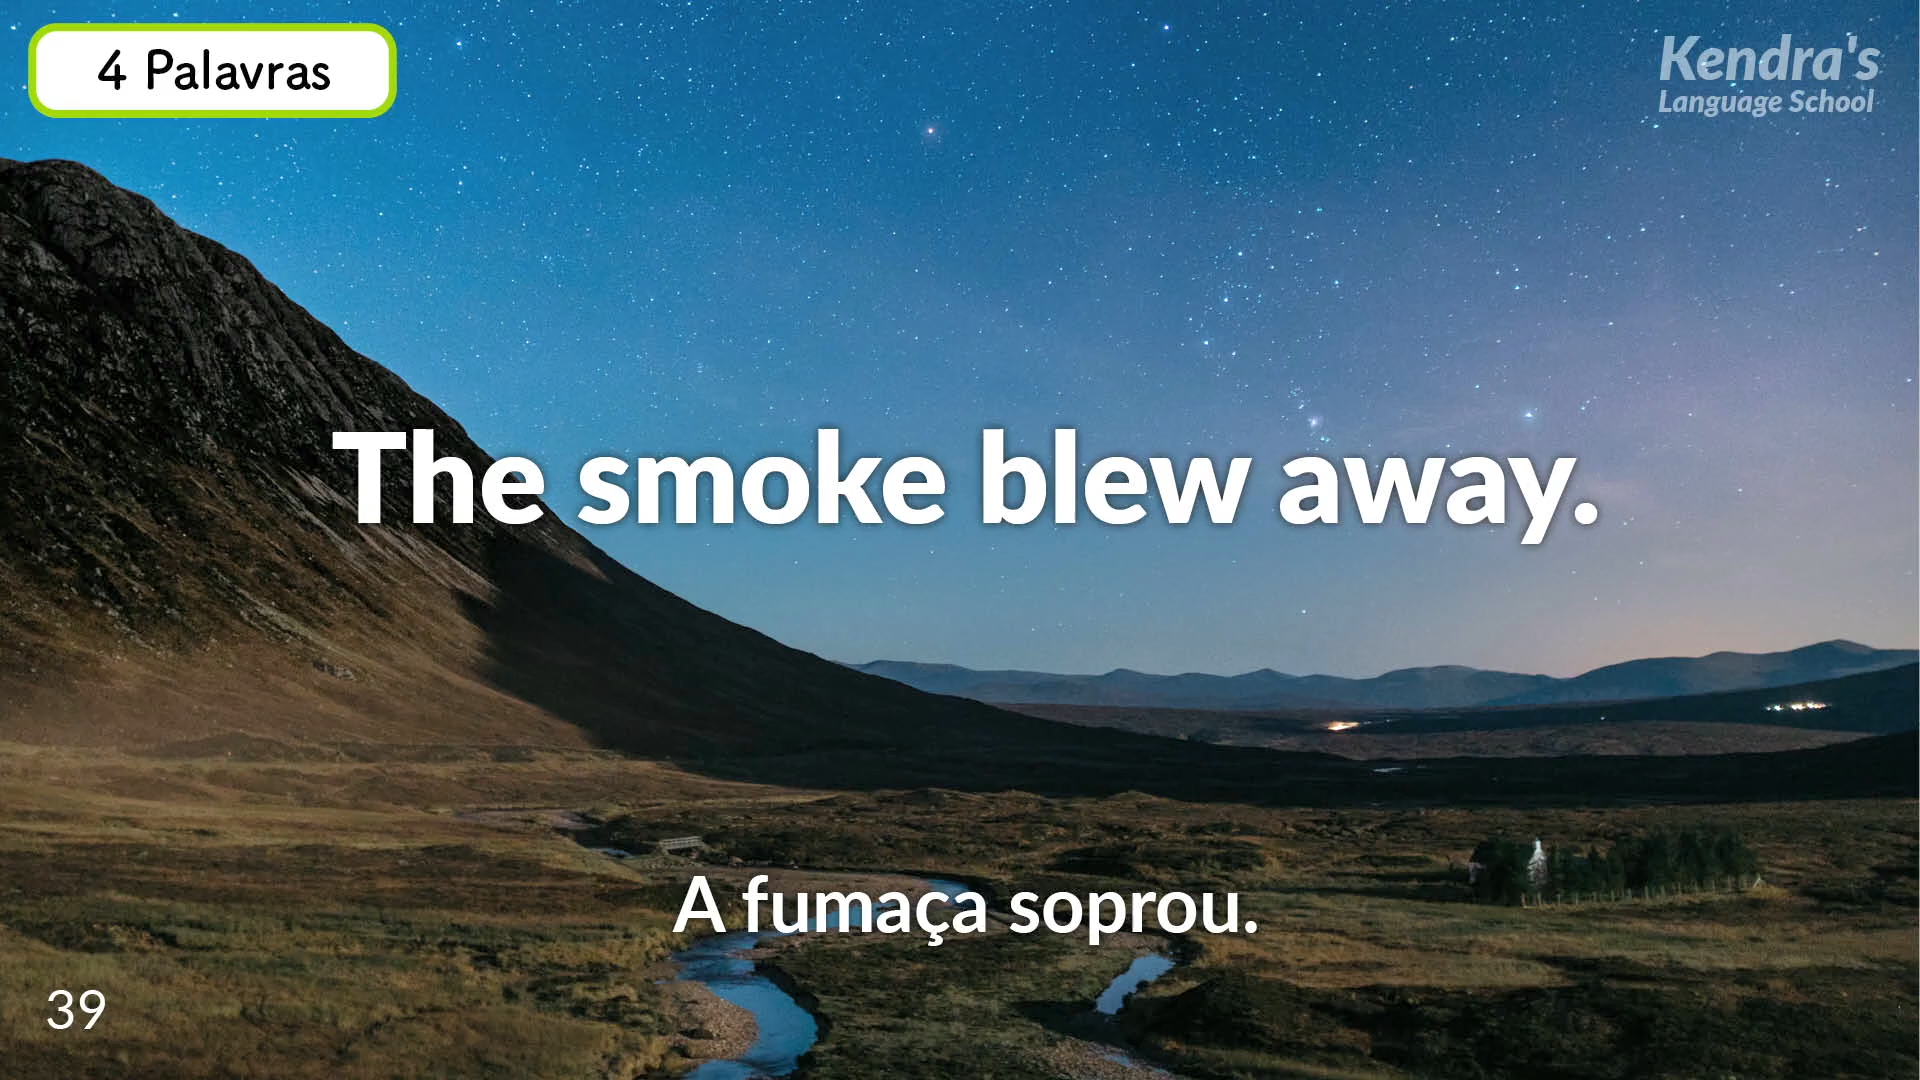 4 Palavras
Kendra's
Language School
The smoke blew away.
A fumaça soprou.
39